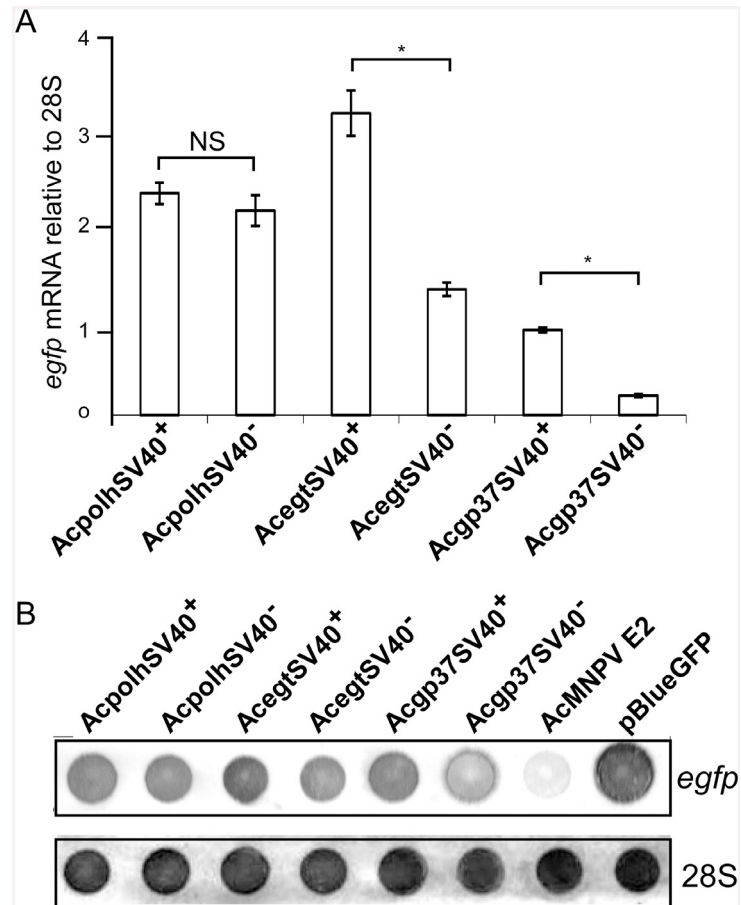 A
egfp mRNA relative to 28S
4
3
2
1
o
NS
*
*
AcpolhSV40⁺
AcpolhSV40⁻
AcegtSV40⁺
AcegtSV40⁻
Acgp37SV40⁺
Acgp37SV40⁻
B
AcpolhSV40⁺
AcpolhSV40⁻
AcegtSV40⁺
AcegtSV40⁻
Acgp37SV40⁺
Acgp37SV40⁻
AcMNPV E2
pBlueGFP
egfp
28S